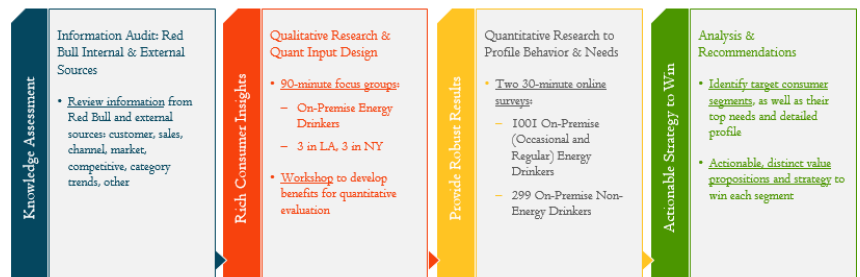 Knowledge Assessment
Information Audit: Red
Bull Internal & External
Sources
• Review information from
Red Bull and external
sources: customer, sales,
channel, market,
competitive, category
trends, other
Rich Consumer Insights
Qualitative Research &
Quant Input Design
• 90-minute focus groups:
– On-Premise Energy
Drinkers
– 3 in LA, 3 in NY
• Workshop to develop
benefits for quantitative
evaluation
Provide Robust Results
Quantitative Research to
Profile Behavior & Needs
• Two 30-minute online
surveys:
– 1001 On-Premise
(Occasional and
Regular) Energy
Drinkers
– 299 On-Premise Non-
Energy Drinkers
Actionable Strategy to Win
Analysis &
Recommendations
• Identify target consumer
segments, as well as their
top needs and detailed
profile
• Actionable, distinct value
propositions and strategy to
win each segment